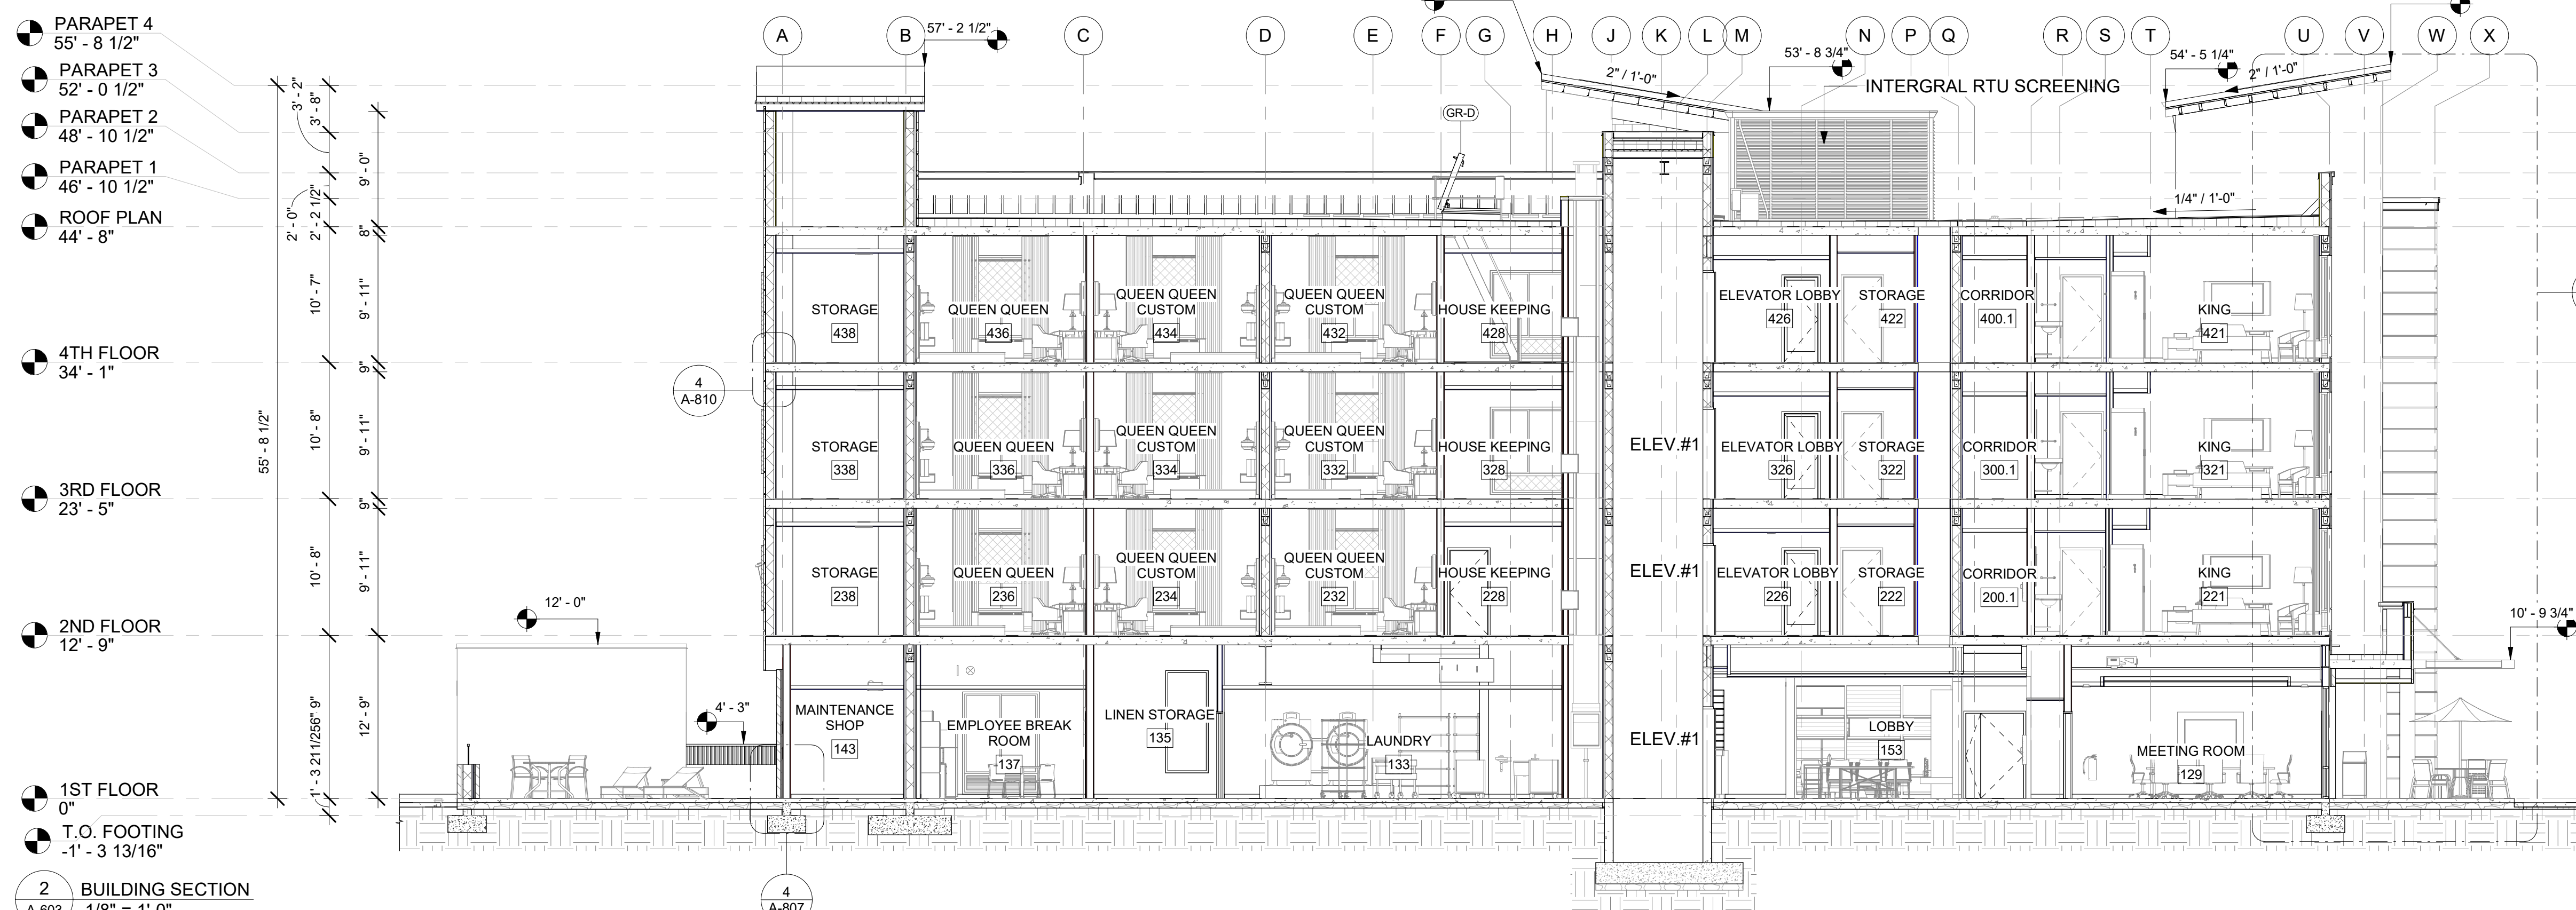 PARAPET 4
55' - 8 1/2"
PARAPET 3
52' - 0 1/2"
PARAPET 2
48' - 10 1/2"
PARAPET 1
46' - 10 1/2"
ROOF PLAN
44' - 8"
4TH FLOOR
34' - 1"
3RD FLOOR
23' - 5"
2ND FLOOR
12' - 9"
1ST FLOOR
0"
T.O. FOOTING
-1' - 3 13/16"
2
A-603
BUILDING SECTION
1/8" = 1'-0"
55' - 8 1/2"
3' - 2"
3' - 8"
2' - 0"
2' - 2 1/2"
10' - 7"
10' - 8"
10' - 8"
1' - 3 211/256"
9"
9' - 0"
8"
9' - 11"
9"
9' - 11"
9"
9' - 11"
12' - 9"
A
B
C
D
E
F
G
H
J
K
L
M
N
P
Q
R
S
T
U
V
W
X
57' - 2 1/2"
2" / 1'-0"
53' - 8 3/4"
INTERGRAL RTU SCREENING
54' - 5 1/4"
2" / 1'-0"
GR-D
1/4" / 1'-0"
4
A-810
STORAGE
438
QUEEN QUEEN
436
QUEEN QUEEN
CUSTOM
434
QUEEN QUEEN
CUSTOM
432
HOUSE KEEPING
428
ELEVATOR LOBBY
426
STORAGE
422
CORRIDOR
400.1
KING
421
STORAGE
338
QUEEN QUEEN
336
QUEEN QUEEN
CUSTOM
334
QUEEN QUEEN
CUSTOM
332
HOUSE KEEPING
328
ELEV.#1
ELEVATOR LOBBY
326
STORAGE
322
CORRIDOR
300.1
KING
321
STORAGE
238
QUEEN QUEEN
236
QUEEN QUEEN
CUSTOM
234
QUEEN QUEEN
CUSTOM
232
HOUSE KEEPING
228
ELEV.#1
ELEVATOR LOBBY
226
STORAGE
222
CORRIDOR
200.1
KING
221
12' - 0"
10' - 9 3/4"
4' - 3"
MAINTENANCE
SHOP
143
EMPLOYEE BREAK
ROOM
137
LINEN STORAGE
135
LAUNDRY
133
ELEV.#1
LOBBY
153
MEETING ROOM
129
4
A-807